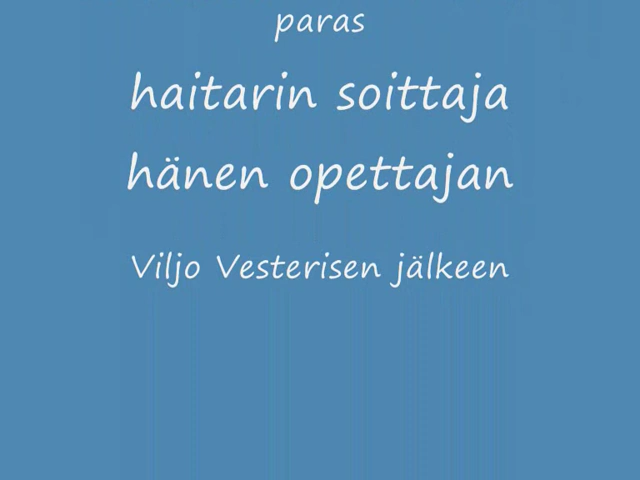 paras
haitarin soittaja
hänen opettajan
Viljo Vesterisen jälkeen